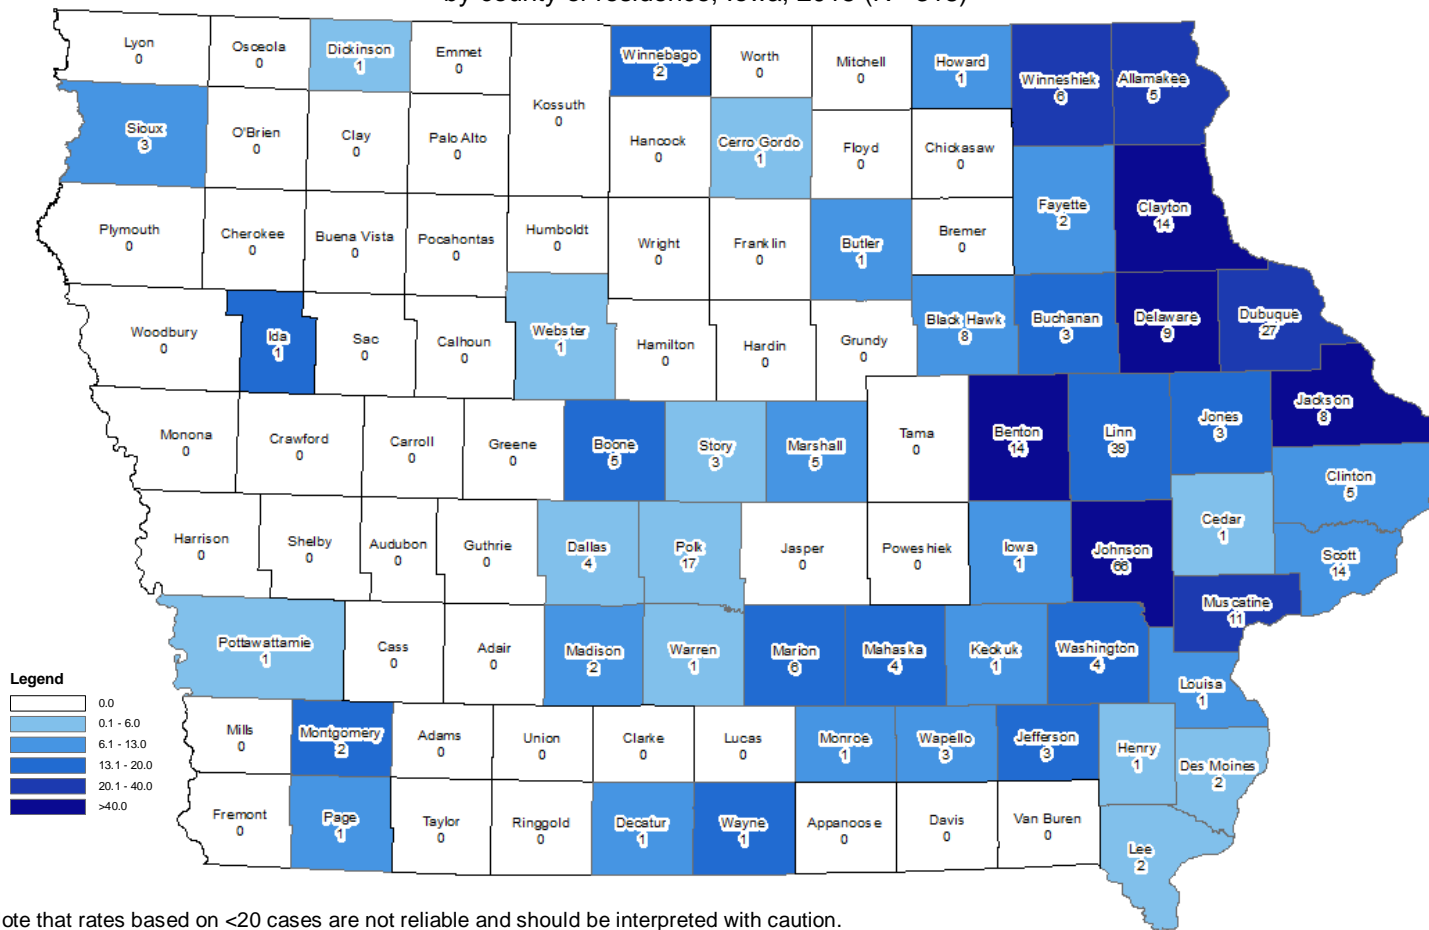 by county of residence, Iowa, 2015
Lyon
0
Osceola
0
Dickinson
1
Emmet
0
Kossuth
0
Winnebago
2
Worth
0
Mitchell
0
Howard
1
Winneshiek
6
Allamakee
5
Sioux
3
O'Brien
0
Clay
0
Palo Alto
0
Hancock
0
Cerro Gordo
1
Floyd
0
Chickasaw
0
Fayette
2
Clayton
14
Plymouth
0
Cherokee
0
Buena Vista
0
Pocahontas
0
Humboldt
0
Wright
0
Franklin
0
Butler
1
Bremer
0
Woodbury
0
Ida
1
Sac
0
Calhoun
0
Webster
1
Hamilton
0
Hardin
0
Grundy
0
Black Hawk
8
Buchanan
3
Delaware
9
Dubuque
27
Monona
0
Crawford
0
Carroll
0
Greene
0
Boone
5
Story
3
Marshall
5
Tama
0
Benton
14
Linn
39
Jones
3
Jackson
8
Clinton
5
Harrison
0
Shelby
0
Audubon
0
Guthrie
0
Dallas
4
Polk
17
Jasper
0
Poweshiek
0
Iowa
1
Johnson
66
Cedar
1
Scott
14
Muscatine
11
Pottawattamie
1
Cass
0
Adair
0
Madison
2
Warren
1
Marion
6
Mahaska
4
Keokuk
1
Washington
4
Louisa
1
Mills
0
Montgomery
2
Adams
0
Union
0
Clarke
0
Lucas
0
Monroe
1
Wapello
3
Jefferson
3
Henry
1
Des Moines
2
Fremont
0
Page
1
Taylor
0
Ringgold
0
Decatur
1
Wayne
1
Appanoose
0
Davis
0
Van Buren
0
Lee
2
Legend
0.0
0.1 - 6.0
6.1 - 13.0
13.1 - 20.0
20.1 - 40.0
>40.0
ote that rates based on <20 cases are not reliable and should be interpreted with caution.